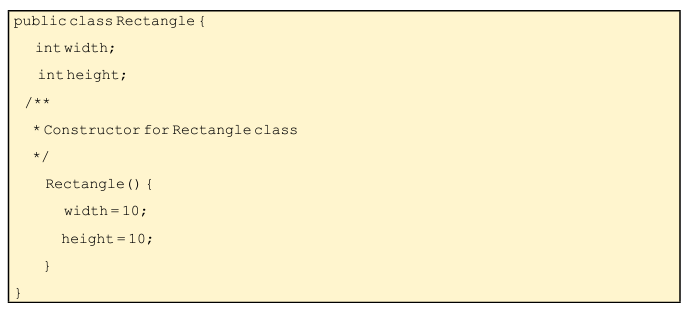 public class Rectangle {
int width;
int height;
/**
* Constructor for Rectangle class
*/
Rectangle() {
width = 10;
height = 10;
}
}